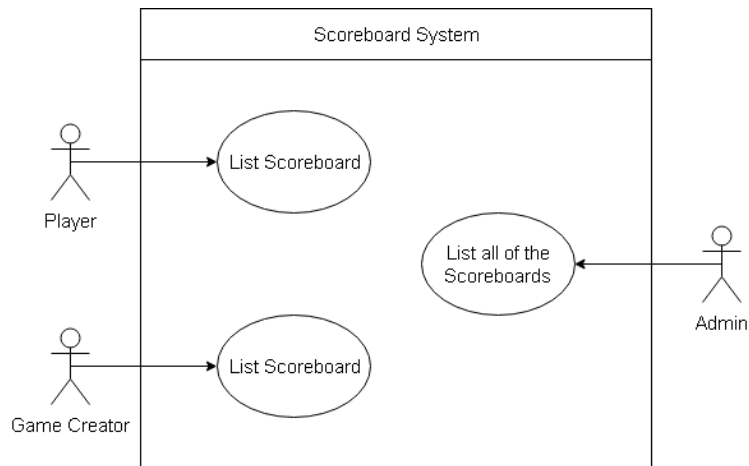 Scoreboard System
List Scoreboard
Player
List all of the
Scoreboards
Admin
List Scoreboard
Game Creator